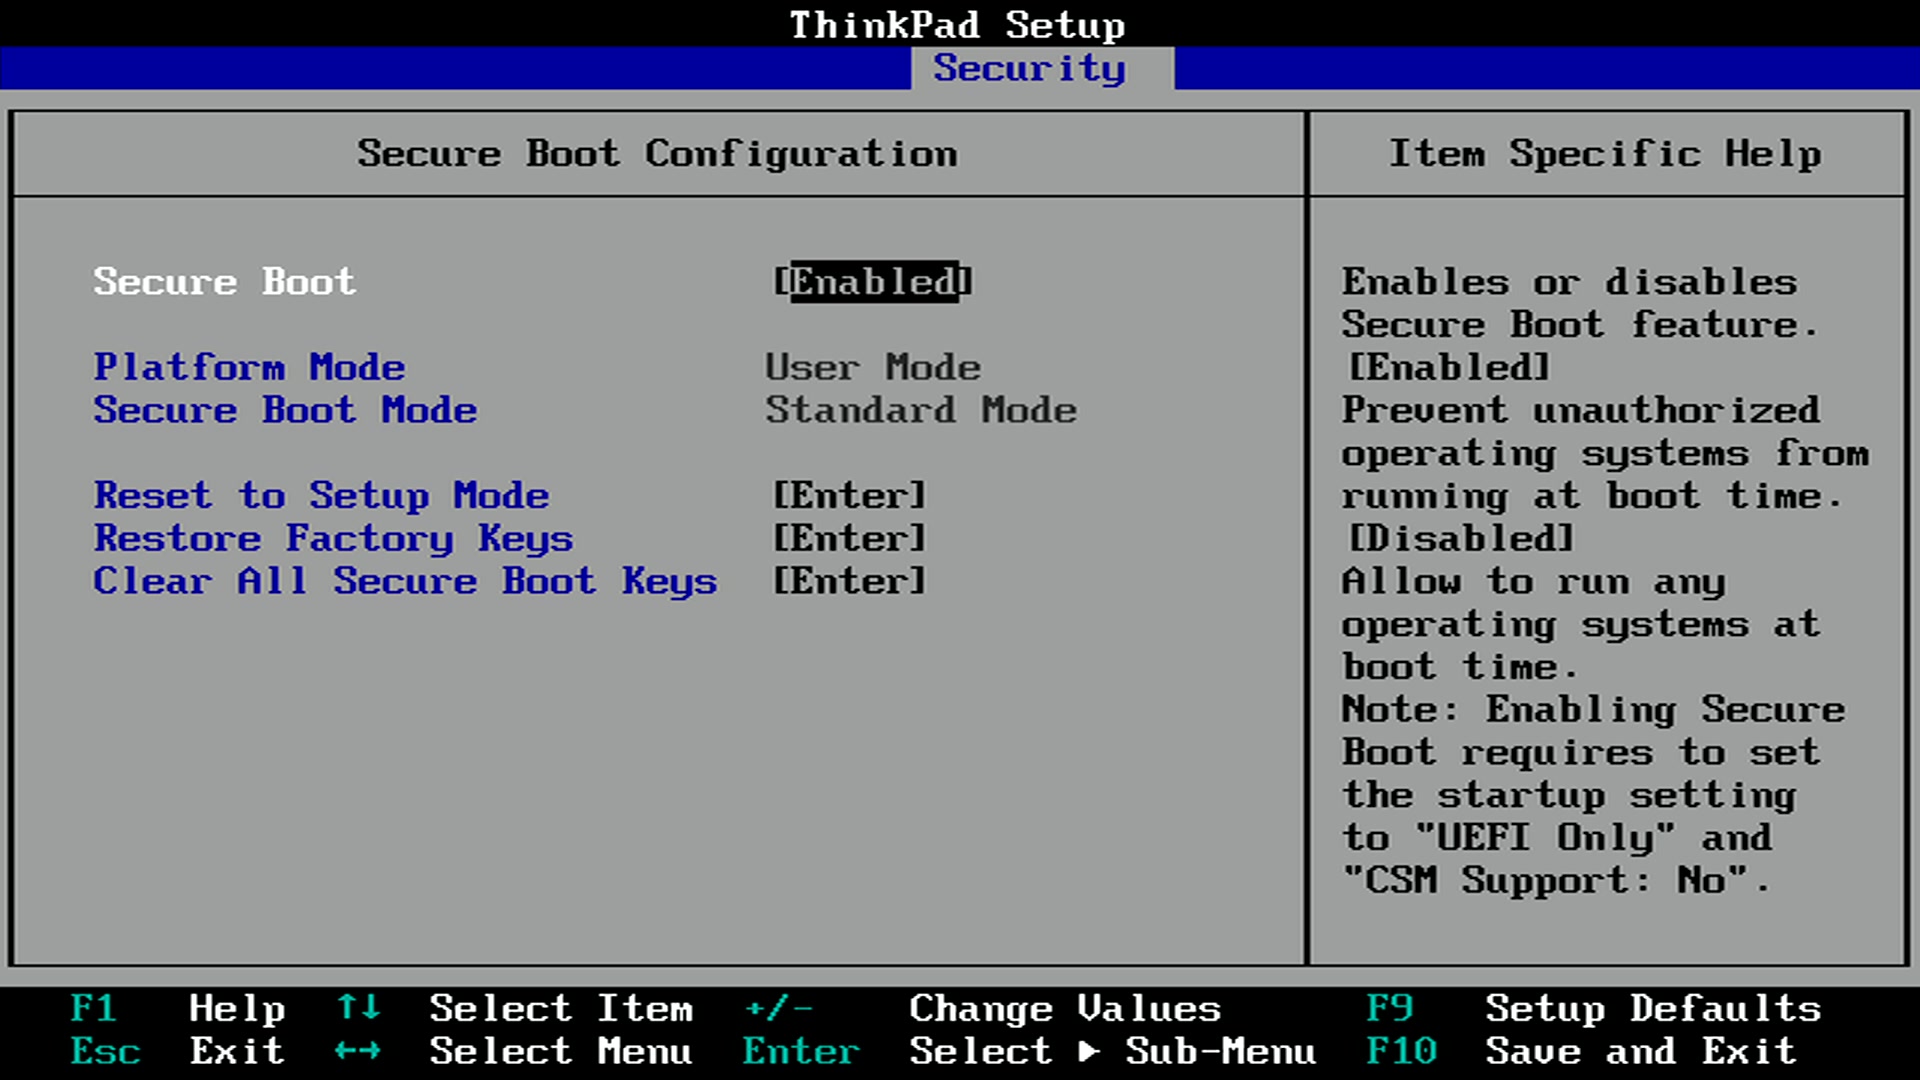 ThinkPad Setup
Security
Secure Boot Configuration
Item Specific Help
Secure Boot [Enabled]
Platform Mode User Mode
Secure Boot Mode Standard Mode
Reset to Setup Mode [Enter]
Restore Factory Keys [Enter]
Clear All Secure Boot Keys [Enter]
Enables or disables
Secure Boot feature.
[Enabled]
Prevent unauthorized
operating systems from
running at boot time.
[Disabled]
Allow to run any
operating systems at
boot time.
Note: Enabling Secure
Boot requires to set
the startup setting
to "UEFI Only" and
"CSM Support: No".
F1 Help ↑↓ Select Item +/- Change Values F9 Setup Defaults
Esc Exit ←→ Select Menu Enter Select ▶ Sub-Menu F10 Save and Exit